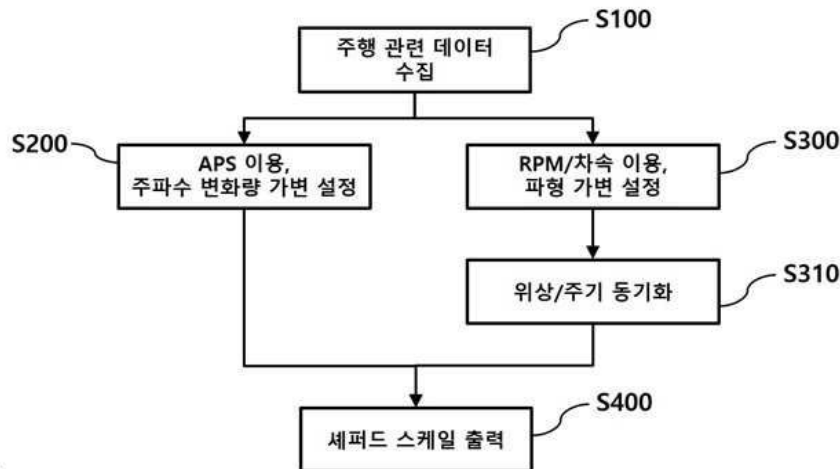 S100
주행 관련 데이터
수집
S200
APS 이용,
주파수 변화량 가변 설정
S300
RPM/차속 이용,
파형 가변 설정
S310
위상/주기 동기화
S400
셰퍼드 스케일 출력